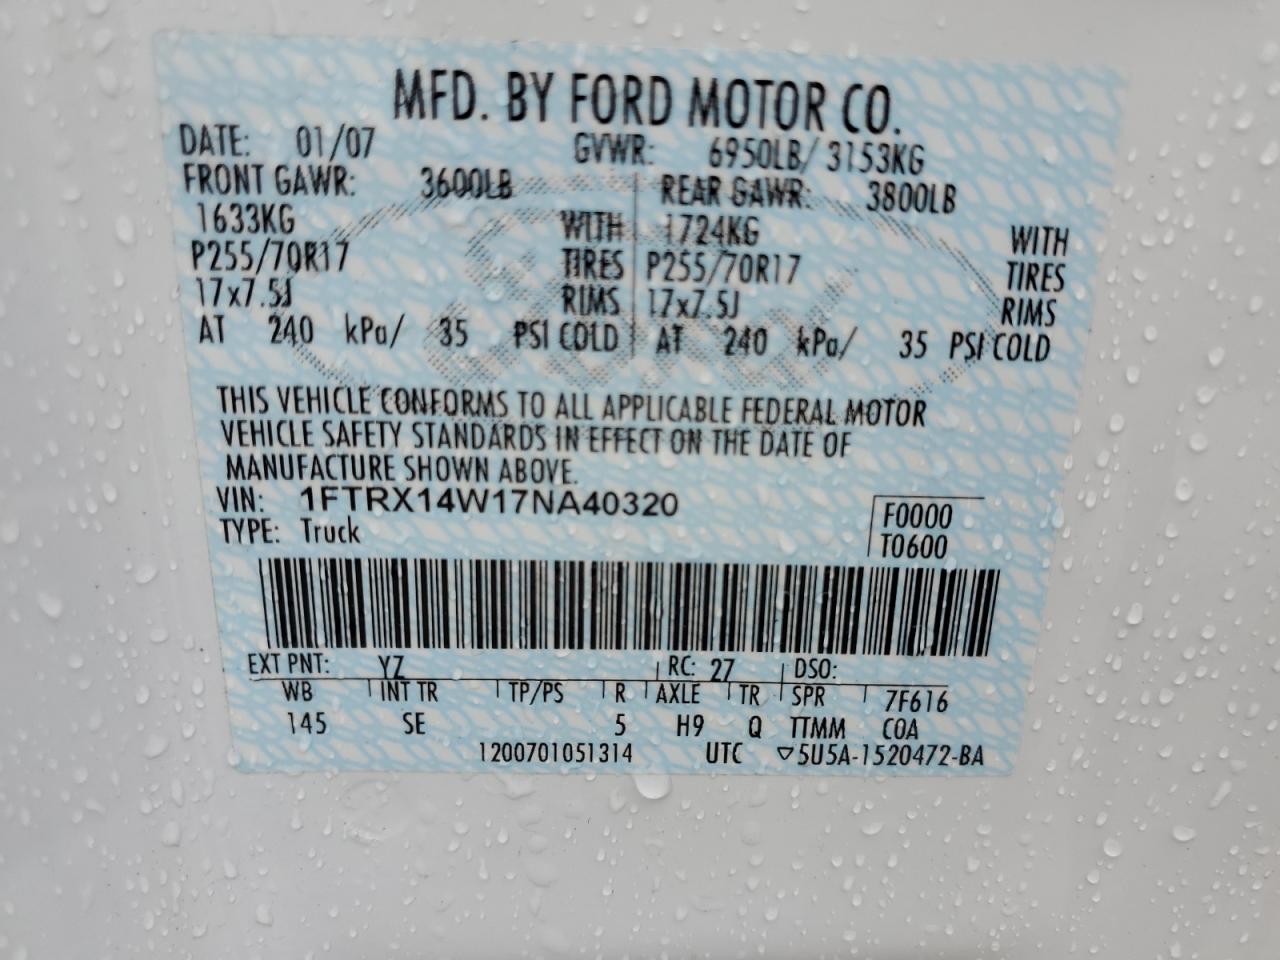 MFD. BY FORD MOTOR CO.
DATE: 01/07 GVWR: 6950LB/ 3153KG
FRONT GAWR: 3600LB REAR GAWR: 3800LB
1633KG WITH 1724KG WITH
P255/70R17 TIRES P255/70R17 TIRES
17x7.5J RIMS 17x7.5J RIMS
AT 240 kPa/ 35 PSI COLD AT 240 kPa/ 35 PSI COLD
THIS VEHICLE CONFORMS TO ALL APPLICABLE FEDERAL MOTOR
VEHICLE SAFETY STANDARDS IN EFFECT ON THE DATE OF
MANUFACTURE SHOWN ABOVE.
VIN: 1FTRX14W17NA40320 F0000
TYPE: Truck T0600
EXT PNT: YZ RC: 27 DSO:
WB INT TR TP/PS R AXLE TR SPR 7F616
145 SE 5 H9 Q TTMM COA
1200701051314 UTC ▽5U5A-1520472-BA